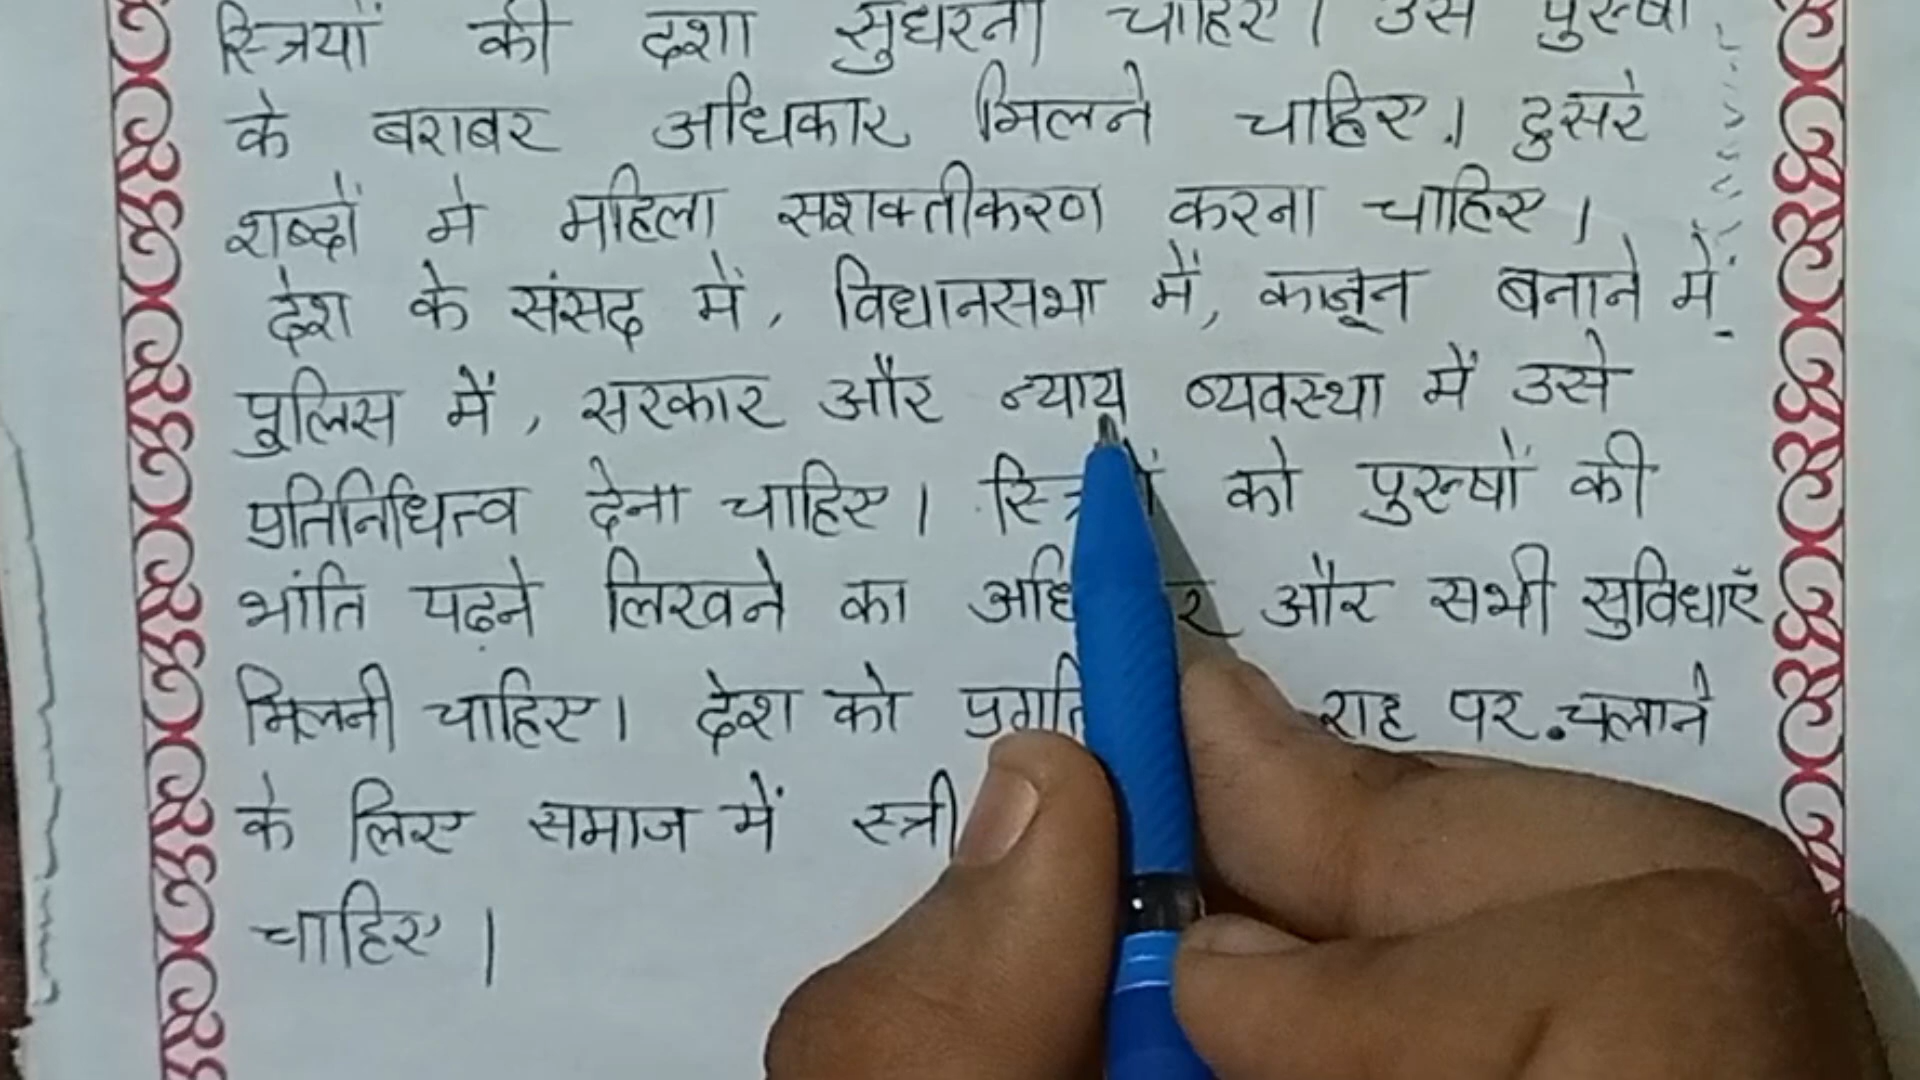 स्त्रियों की दशा सुधरनी चाहिए। उसे पुरुषों
के बराबर अधिकार मिलने चाहिए। दुसरे
शब्दों मे महिला सशक्तीकरण करना चाहिए।
देश के संसद में, विधानसभा में, कानून बनाने में
पुलिस में, सरकार और न्याय व्यवस्था में उसे
प्रतिनिधित्व देना चाहिए। को पुरुषों की
भांति पढ़ने लिखने का और सभी सुविधाएँ
मिलनी चाहिए। देश को राह पर चलाने
के लिए समाज में स्त्री
चाहिए।